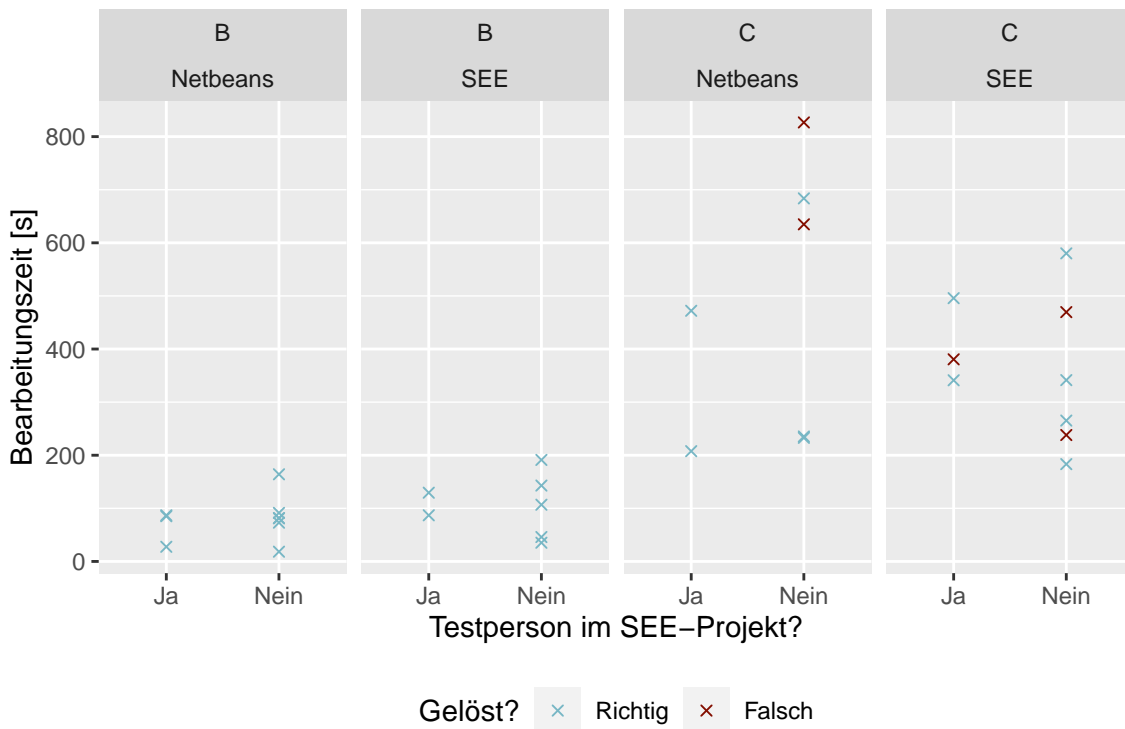 B B C C
Netbeans SEE Netbeans SEE
800
600
400
200
0
Bearbeitungszeit [s]
Ja Nein Ja Nein Ja Nein Ja Nein
Testperson im SEE−Projekt?
Gelöst? Richtig Falsch